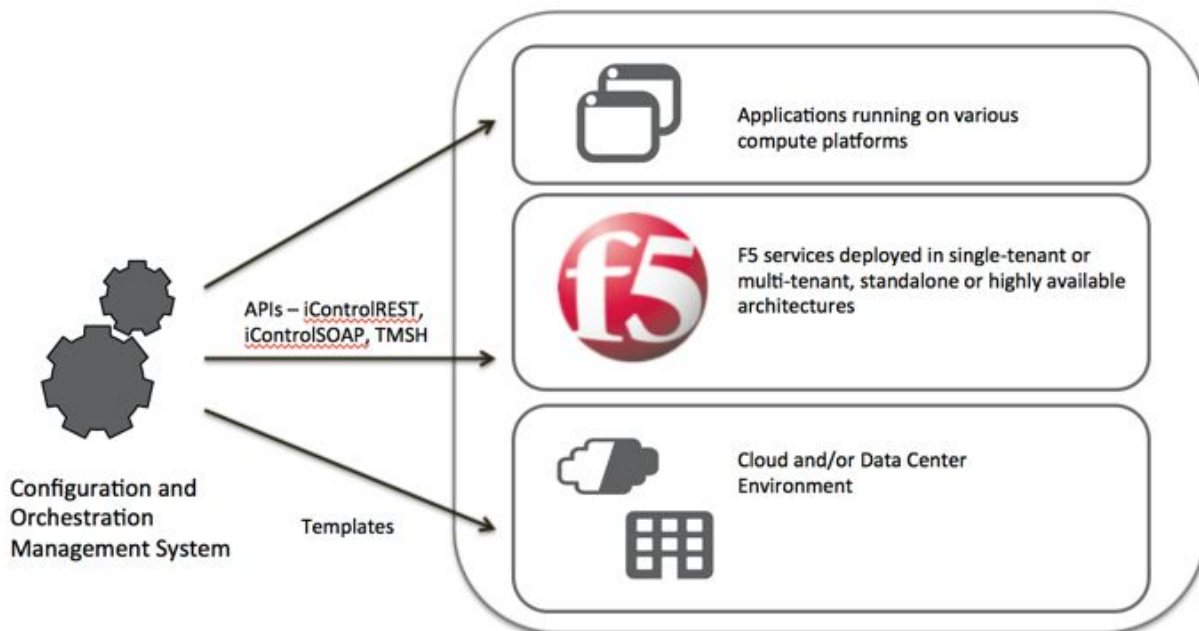 Applications running on various
compute platforms
f5
F5 services deployed in single-tenant or
multi-tenant, standalone or highly available
architectures
APIs – iControlREST,
iControlSOAP, TMSH
Cloud and/or Data Center
Environment
Configuration and
Orchestration
Management System
Templates